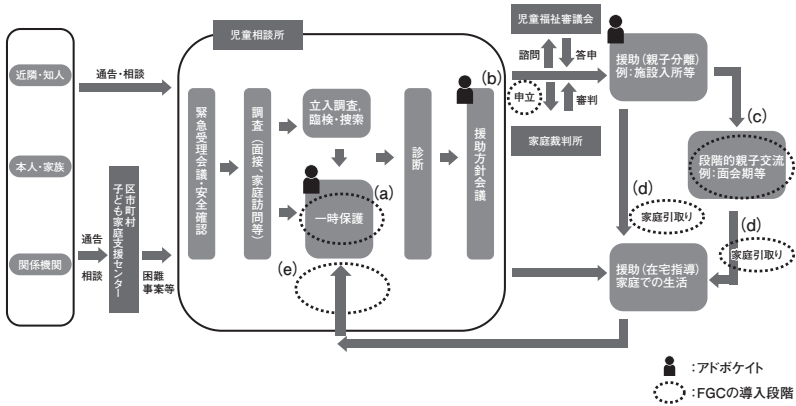 児童相談所
近隣・知人
本人・家族
関係機関
通告・相談
通告
相談
区市町村
子ども家庭支援センター
困難
事案等
緊急受理会議・安全確認
調査（面接、家庭訪問等）
立入調査，
臨検・捜索
(a)
一時保護
(e)
診断
(b)
援助方針会議
児童福祉審議会
諮問
答申
申立
審判
家庭裁判所
援助（親子分離）
例：施設入所等
(c)
段階的親子交流
例：面会期等
(d)
家庭引取り
(d)
家庭引取り
援助（在宅指導）
家庭での生活
：アドボケイト
：FGCの導入段階